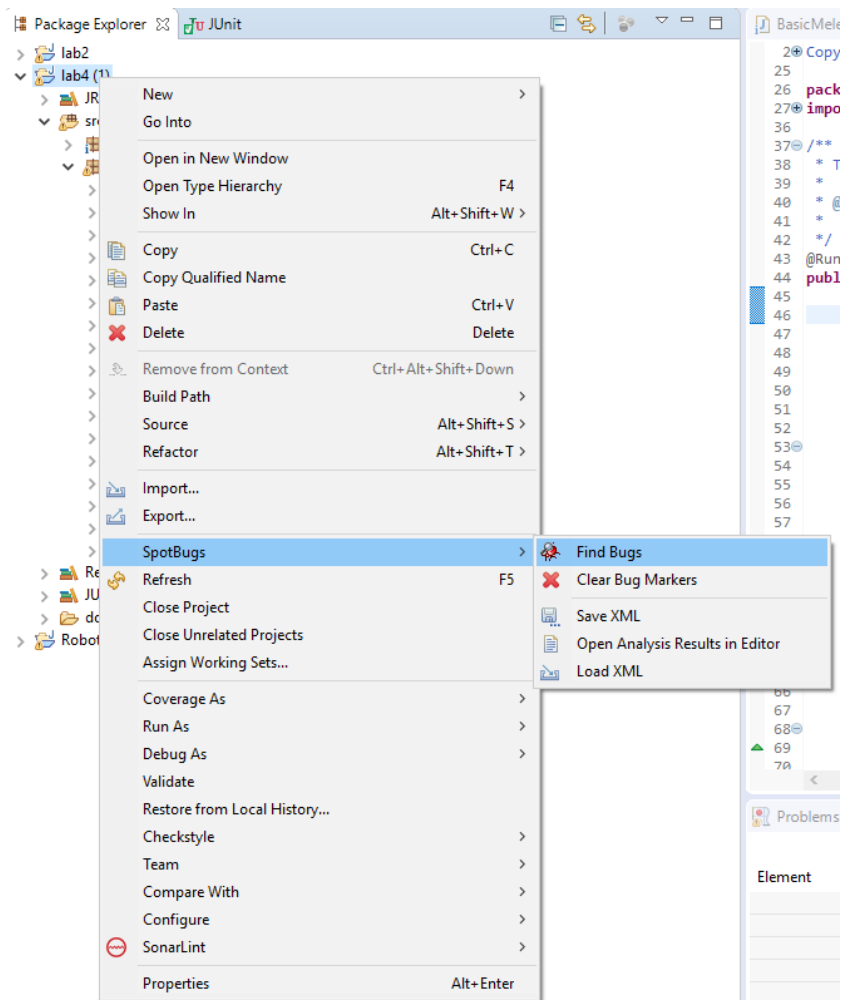 Package Explorer
JUnit
lab2
lab4 (1)
JR
src
Re
JU
do
Robot
New
Go Into
Open in New Window
Open Type Hierarchy F4
Show In Alt+Shift+W >
Copy Ctrl+C
Copy Qualified Name
Paste Ctrl+V
Delete Delete
Remove from Context Ctrl+Alt+Shift+Down
Build Path >
Source Alt+Shift+S >
Refactor Alt+Shift+T >
Import...
Export...
SpotBugs >
Refresh F5
Close Project
Close Unrelated Projects
Assign Working Sets...
Coverage As >
Run As >
Debug As >
Validate
Restore from Local History...
Checkstyle >
Team >
Compare With >
Configure >
SonarLint >
Properties Alt+Enter
Find Bugs
Clear Bug Markers
Save XML
Open Analysis Results in Editor
Load XML
BasicMele
2 Copy
25
26 pack
27 impo
36
37 /**
38 * T
39 *
40 * @
41 *
42 */
43 @Run
44 publ
45
46
47
48
49
50
51
52
53
54
55
56
57
66
67
68
69
70
Problems
Element